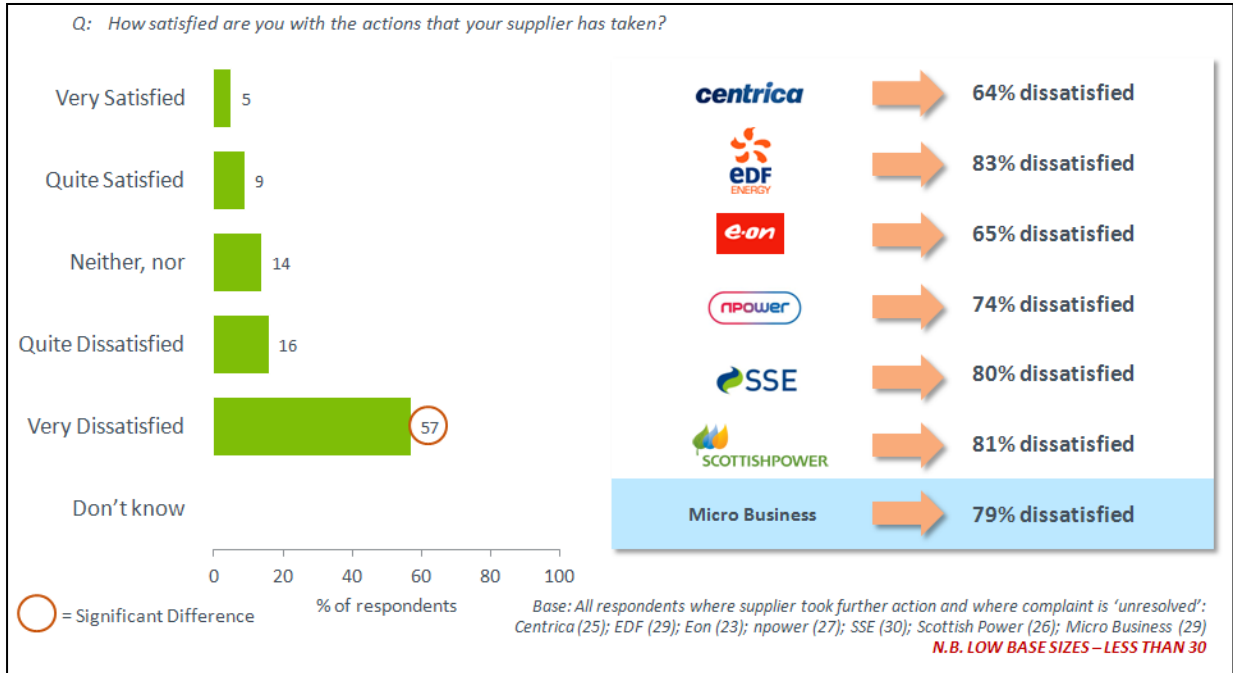 Q: How satisfied are you with the actions that your supplier has taken?
Very Satisfied
5
Quite Satisfied
9
Neither, nor
14
Quite Dissatisfied
16
Very Dissatisfied
57
Don't know
0 20 40 60 80 100
% of respondents
= Significant Difference
centrica
64% dissatisfied
eDF
ENERGY
83% dissatisfied
e·on
65% dissatisfied
npower
74% dissatisfied
SSE
80% dissatisfied
SCOTTISHPOWER
81% dissatisfied
Micro Business
79% dissatisfied
Base: All respondents where supplier took further action and where complaint is ‘unresolved’:
Centrica (25); EDF (29); Eon (23); npower (27); SSE (30); Scottish Power (26); Micro Business (29)
N.B. LOW BASE SIZES – LESS THAN 30